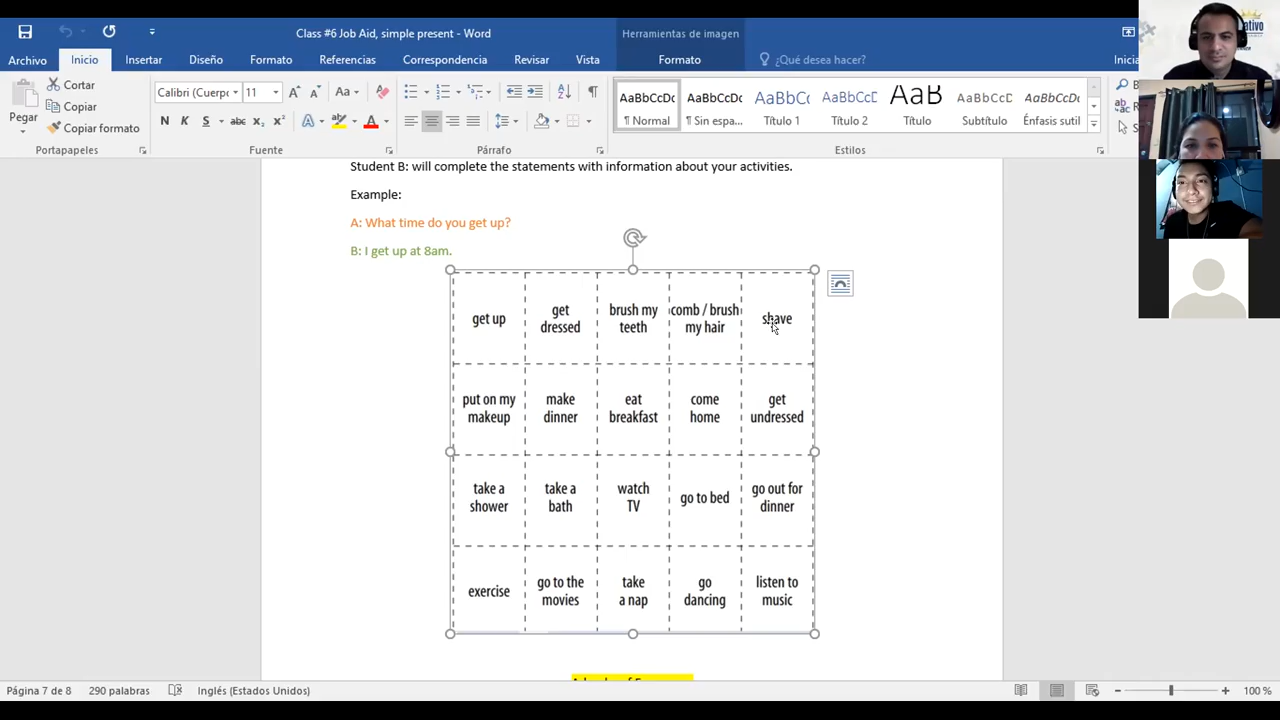 Class #6 Job Aid, simple present - Word
Herramientas de imagen
Archivo
Inicio
Insertar
Diseño
Formato
Referencias
Correspondencia
Revisar
Vista
Formato
¿Qué desea hacer?
Inicia
Pegar
Cortar
Copiar
Copiar formato
Portapapeles
Calibri (Cuerpo
11
Aa
N
K
S
abc
x₂
x²
A
A
Fuente
Párrafo
AaBbCcDc
¶ Normal
AaBbCcDc
¶ Sin espa...
AaBbCc
Título 1
AaBbCcD
Título 2
AaB
Título
AaBbCcD
Subtítulo
AaBbCcDc
Énfasis sutil
Estilos
Student B: will complete the statements with information about your activities.
Example:
A: What time do you get up?
B: I get up at 8am.
get up
get
dressed
brush my
teeth
comb / brush
my hair
shave
put on my
makeup
make
dinner
eat
breakfast
come
home
get
undressed
take a
shower
take a
bath
watch
TV
go to bed
go out for
dinner
exercise
go to the
movies
take
a nap
go
dancing
listen to
music
Página 7 de 8
290 palabras
Inglés (Estados Unidos)
100 %